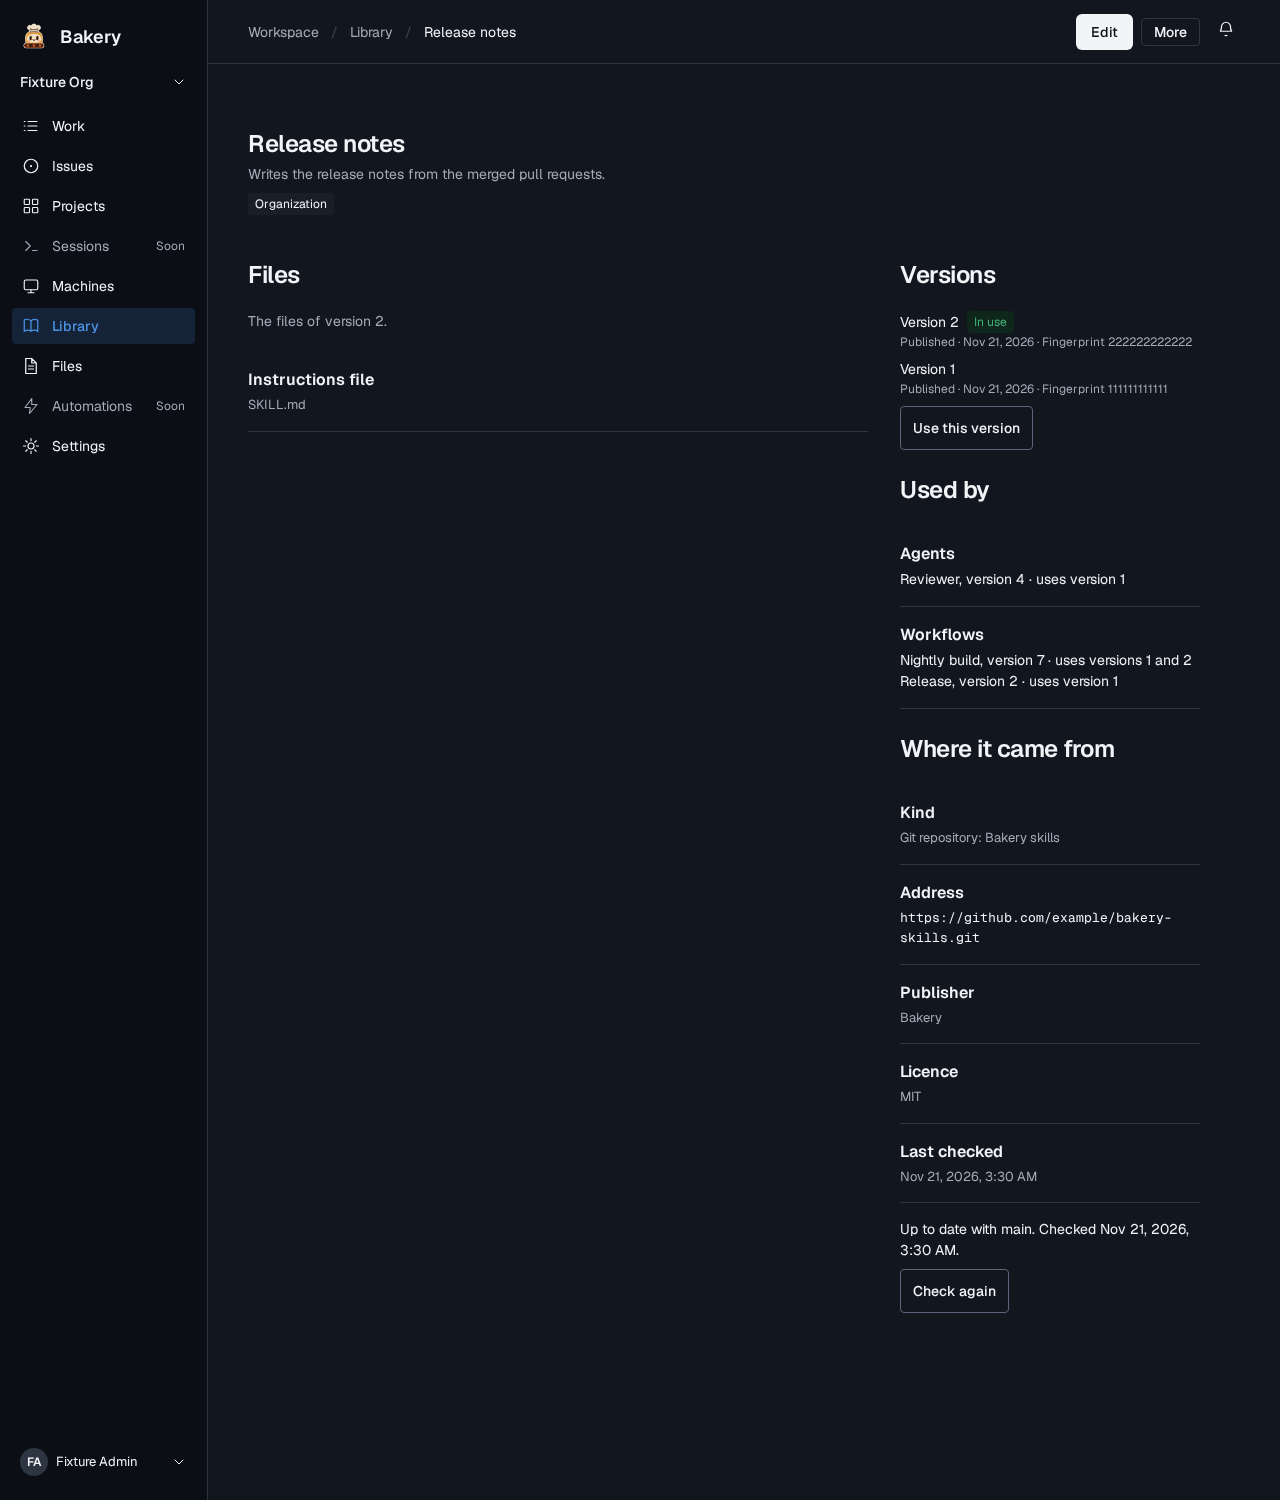 Bakery
Fixture Org
Work
Issues
Projects
Sessions Soon
Machines
Library
Files
Automations Soon
Settings
FA Fixture Admin
Workspace / Library / Release notes
Edit
More
Release notes
Writes the release notes from the merged pull requests.
Organization
Files
The files of version 2.
Instructions file
SKILL.md
Versions
Version 2 In use
Published · Nov 21, 2026 · Fingerprint 222222222222
Version 1
Published · Nov 21, 2026 · Fingerprint 111111111111
Use this version
Used by
Agents
Reviewer, version 4 · uses version 1
Workflows
Nightly build, version 7 · uses versions 1 and 2
Release, version 2 · uses version 1
Where it came from
Kind
Git repository: Bakery skills
Address
https://github.com/example/bakery-
skills.git
Publisher
Bakery
Licence
MIT
Last checked
Nov 21, 2026, 3:30 AM
Up to date with main. Checked Nov 21, 2026,
3:30 AM.
Check again